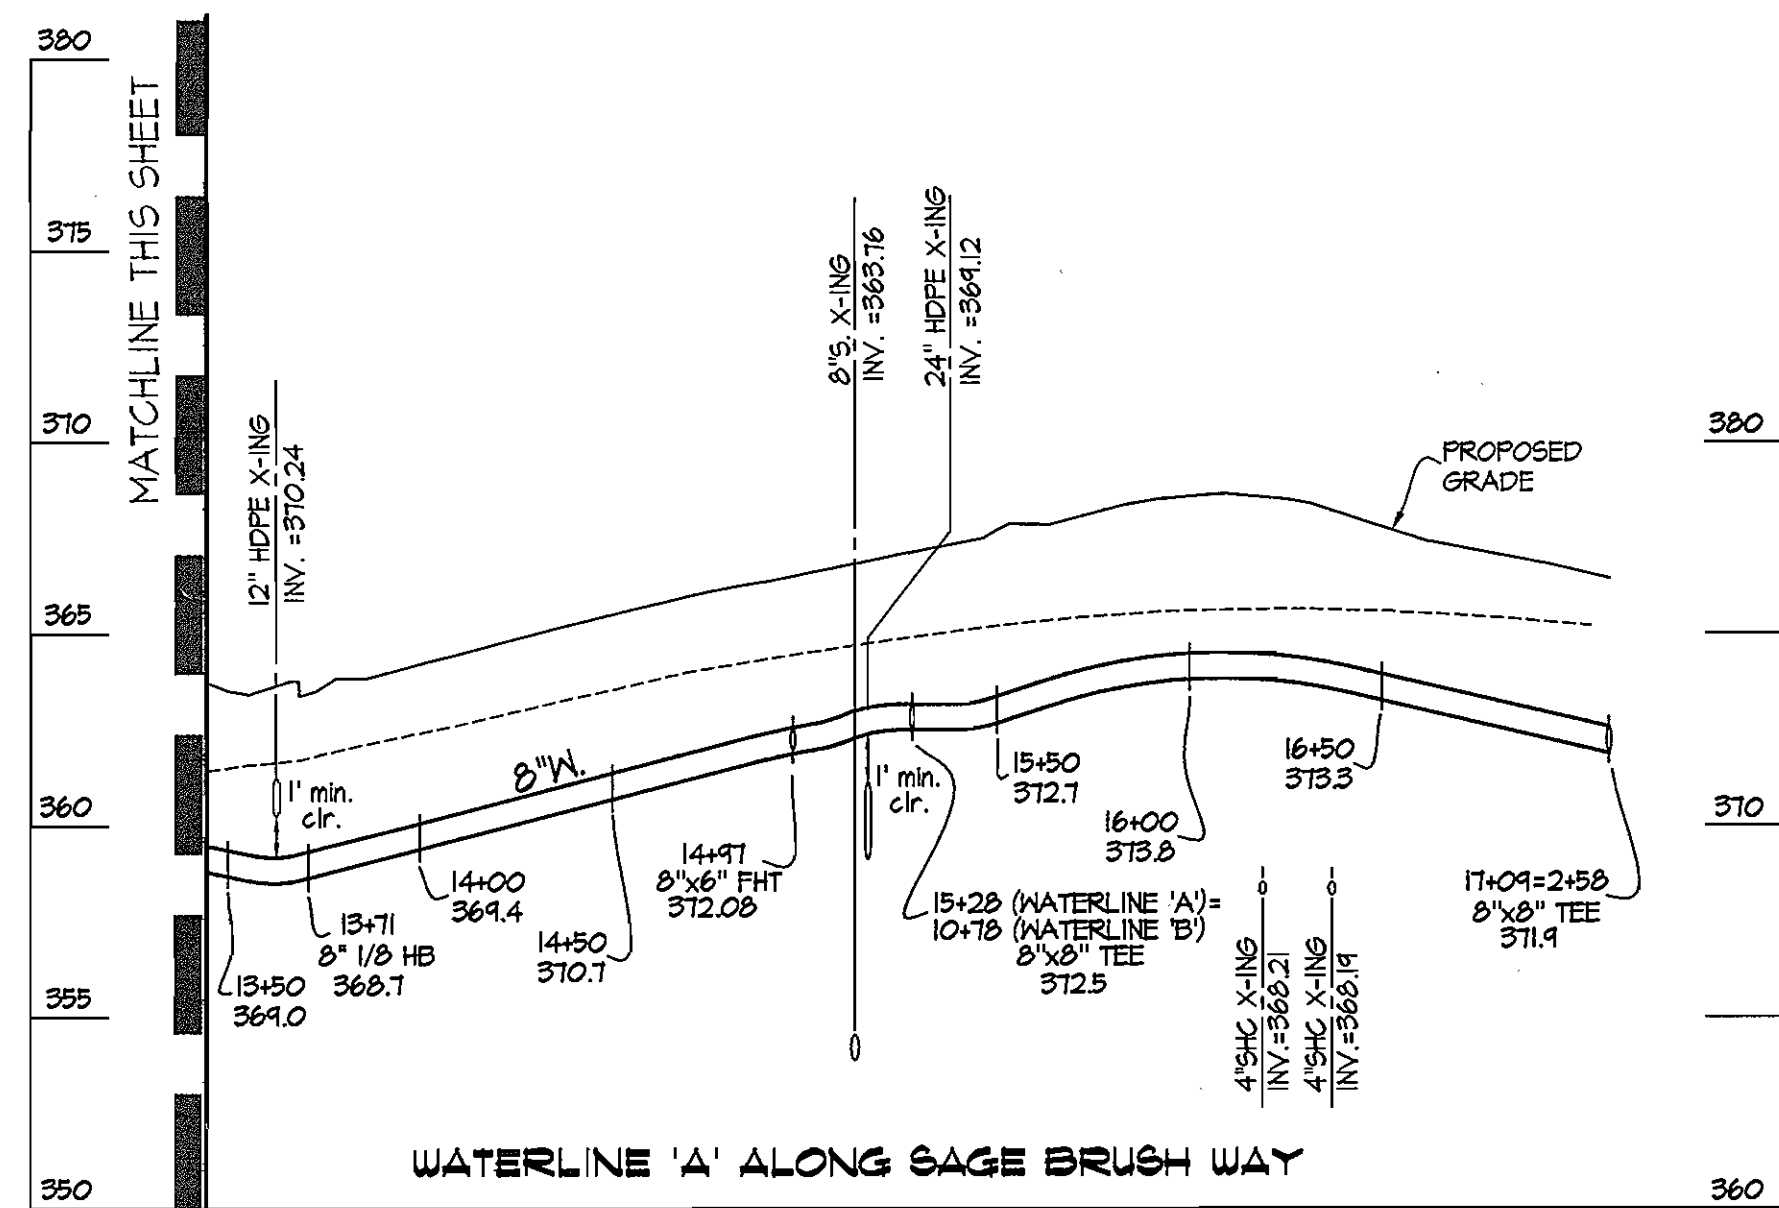 380
375
370
365
360
355
350
MATCHLINE THIS SHEET
12" HDPE X-ING
INV. =370.24
8"S. X-ING
INV. =363.76
24" HDPE X-ING
INV. =369.12
PROPOSED
GRADE
380
370
360
1' min.
clr.
8"W.
1' min.
clr.
13+50
369.0
13+71
8" 1/8 HB
368.7
14+00
369.4
14+50
370.7
14+97
8"x6" FHT
372.08
15+28 (WATERLINE 'A')=
10+78 (WATERLINE 'B')
8"x8" TEE
372.5
15+50
372.7
16+00
373.8
16+50
373.3
17+09=2+58
8"x8" TEE
371.9
4"SHC X-ING
INV.=368.21
4"SHC X-ING
INV.=368.19
WATERLINE 'A' ALONG SAGE BRUSH WAY